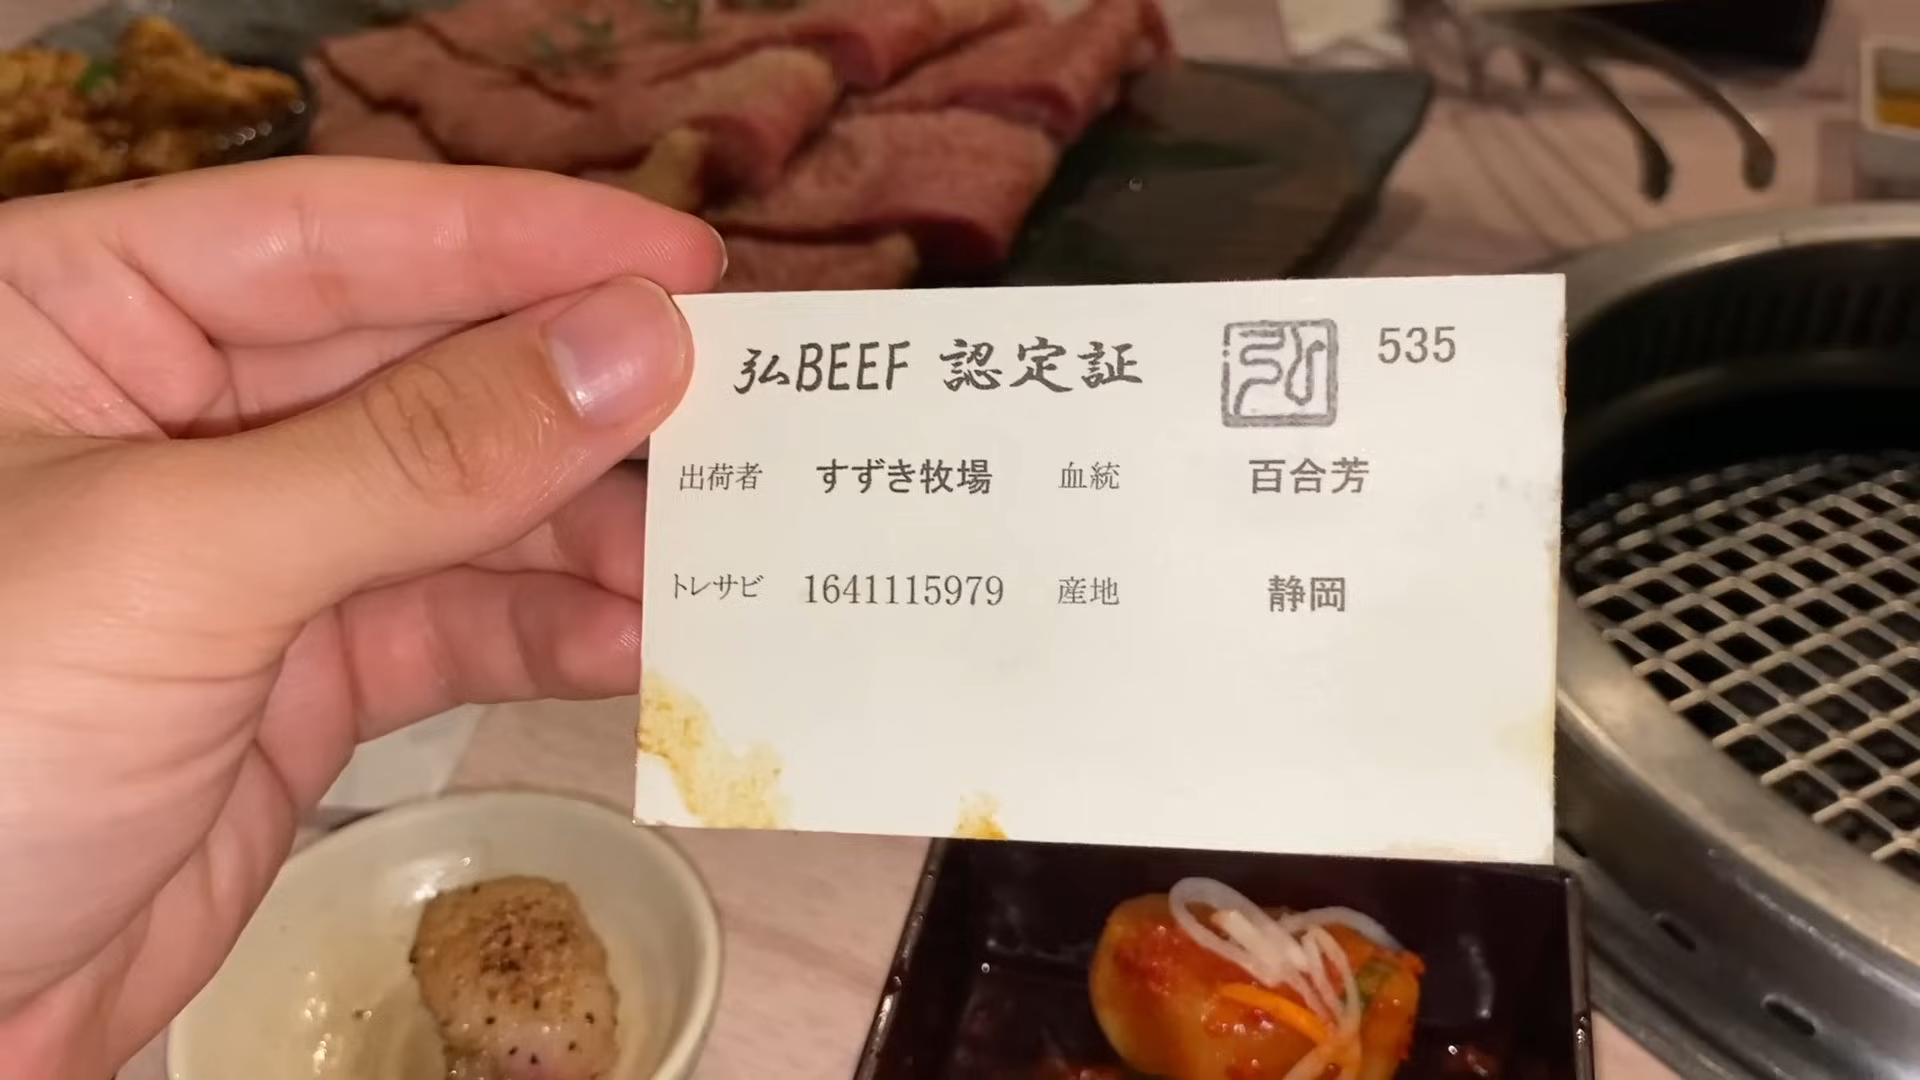 弘BEEF 認定証 弘 535
出荷者 すずき牧場 血統 百合芳
トレサビ 1641115979 産地 静岡